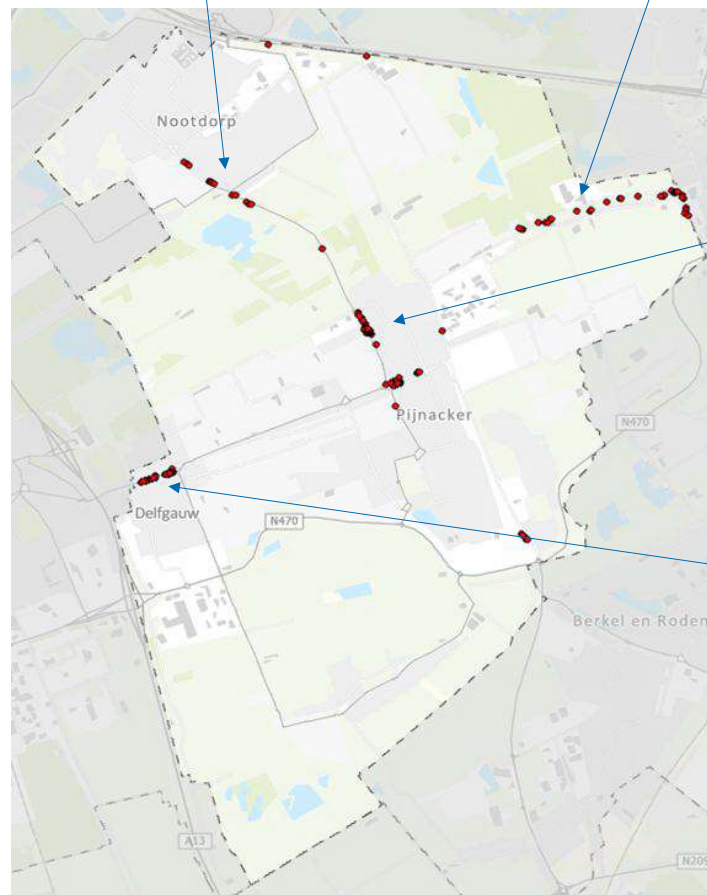 Nootdorp
N470
Pijnacker
Delfgauw
N470
Berkel en Roden
A13
N209